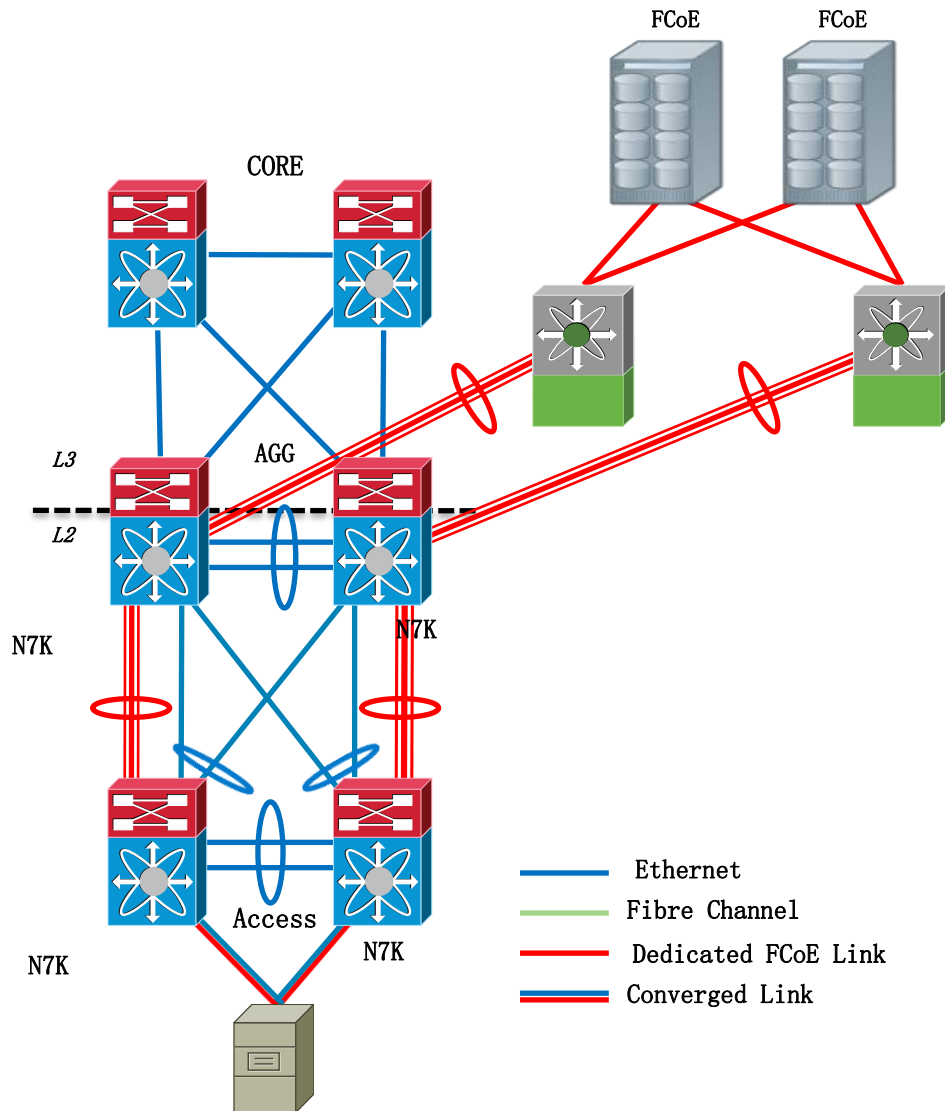 FCoE
FCoE
CORE
L3
AGG
L2
N7K
N7K
Access
N7K
N7K
Ethernet
Fibre Channel
Dedicated FCoE Link
Converged Link